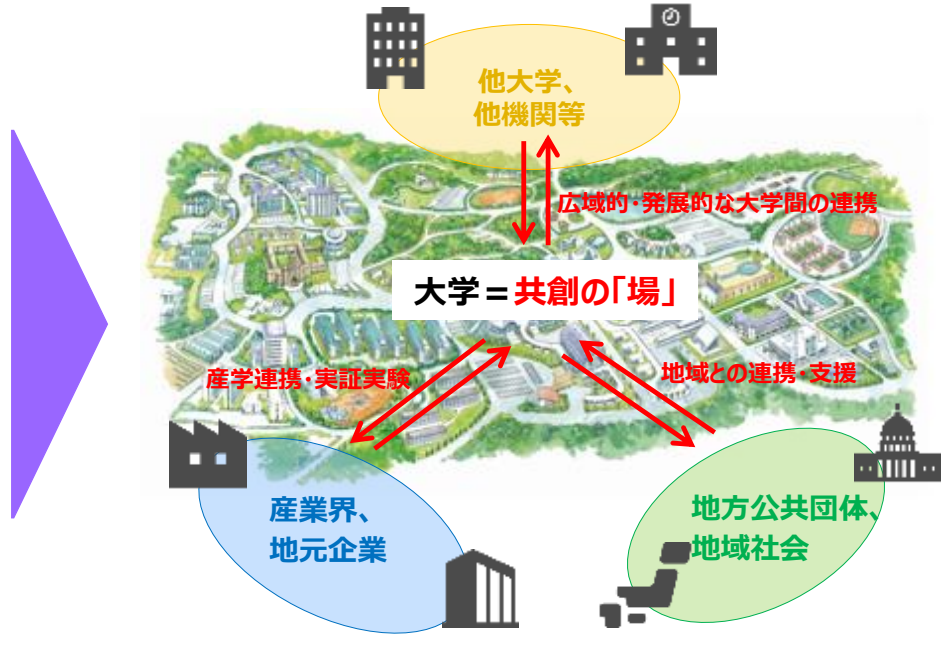 他大学、
他機関等
広域的・発展的な大学間の連携
大学＝共創の「場」
産学連携・実証実験
地域との連携・支援
産業界、
地元企業
地方公共団体、
地域社会